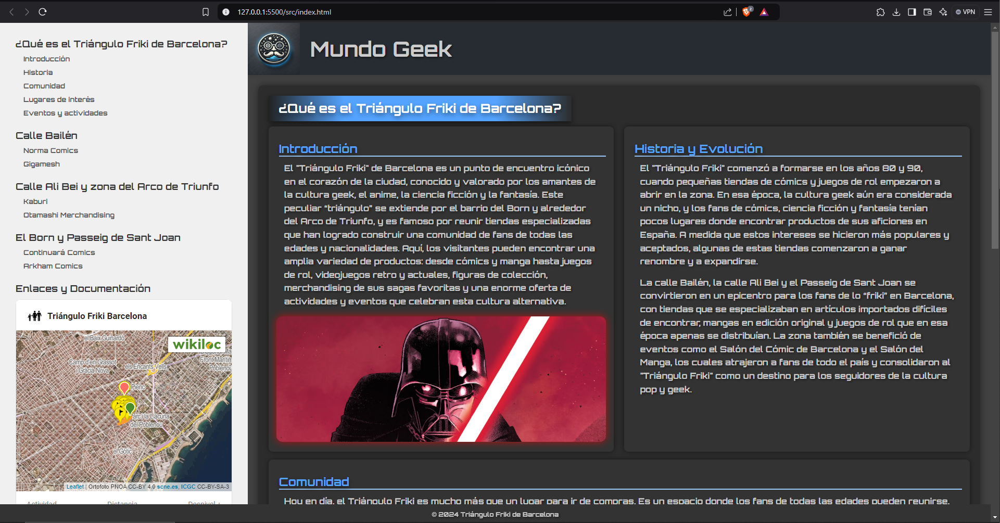 127.0.0.1:5500/src/index.html
2
VPN
¿Qué es el Triángulo Friki de Barcelona?
Introducción
Historia
Comunidad
Lugares de interés
Eventos y actividades
Calle Bailén
Norma Comics
Gigamesh
Calle Ali Bei y zona del Arco de Triunfo
Kaburi
Otamashi Merchandising
El Born y Passeig de Sant Joan
Continuará Comics
Arkham Comics
Enlaces y Documentación
Triángulo Friki Barcelona
el Baix Guinardó
wikiloc
Front Marítim
Poblenou
Camp d'en Grassot
i Gràcia Nova
els Encants Vells
Parc i la Llacuna
del Poblenou
el Gòtic
Leaflet | Ortofoto PNOA CC-BY 4.0 scne.es, ICGC CC-BY-SA-3
Actividad Distancia Desnivel +
Mundo Geek
¿Qué es el Triángulo Friki de Barcelona?
Introducción
El "Triángulo Friki" de Barcelona es un punto de encuentro icónico
en el corazón de la ciudad, conocido y valorado por los amantes de
la cultura geek, el anime, la ciencia ficción y la fantasía. Este
peculiar “triángulo” se extiende por el barrio del Born y alrededor
del Arco de Triunfo, y es famoso por reunir tiendas especializadas
que han logrado construir una comunidad de fans de todas las
edades y nacionalidades. Aquí, los visitantes pueden encontrar una
amplia variedad de productos: desde cómics y manga hasta juegos
de rol, videojuegos retro y actuales, figuras de colección,
merchandising de sus sagas favoritas y una enorme oferta de
actividades y eventos que celebran esta cultura alternativa.
Historia y Evolución
El "Triángulo Friki" comenzó a formarse en los años 80 y 90,
cuando pequeñas tiendas de cómics y juegos de rol empezaron a
abrir en la zona. En esa época, la cultura geek aún era considerada
un nicho, y los fans de cómics, ciencia ficción y fantasía tenían
pocos lugares donde encontrar productos de sus aficiones en
España. A medida que estos intereses se hicieron más populares y
aceptados, algunas de estas tiendas comenzaron a ganar
renombre y a expandirse.
La calle Bailén, la calle Ali Bei y el Passeig de Sant Joan se
convirtieron en un epicentro para los fans de lo “friki” en Barcelona,
con tiendas que se especializaban en artículos importados difíciles
de encontrar, mangas en edición original y juegos de rol que en esa
época apenas se distribuían. La zona también se benefició de
eventos como el Salón del Cómic de Barcelona y el Salón del
Manga, los cuales atrajeron a fans de todo el país y consolidaron al
"Triángulo Friki" como un destino para los seguidores de la cultura
pop y geek.
Comunidad
Hoy en día, el Triángulo Friki es mucho más que un lugar para ir de compras. Es un espacio donde los fans de todas las edades pueden reunirse,
© 2024 Triángulo Friki de Barcelona